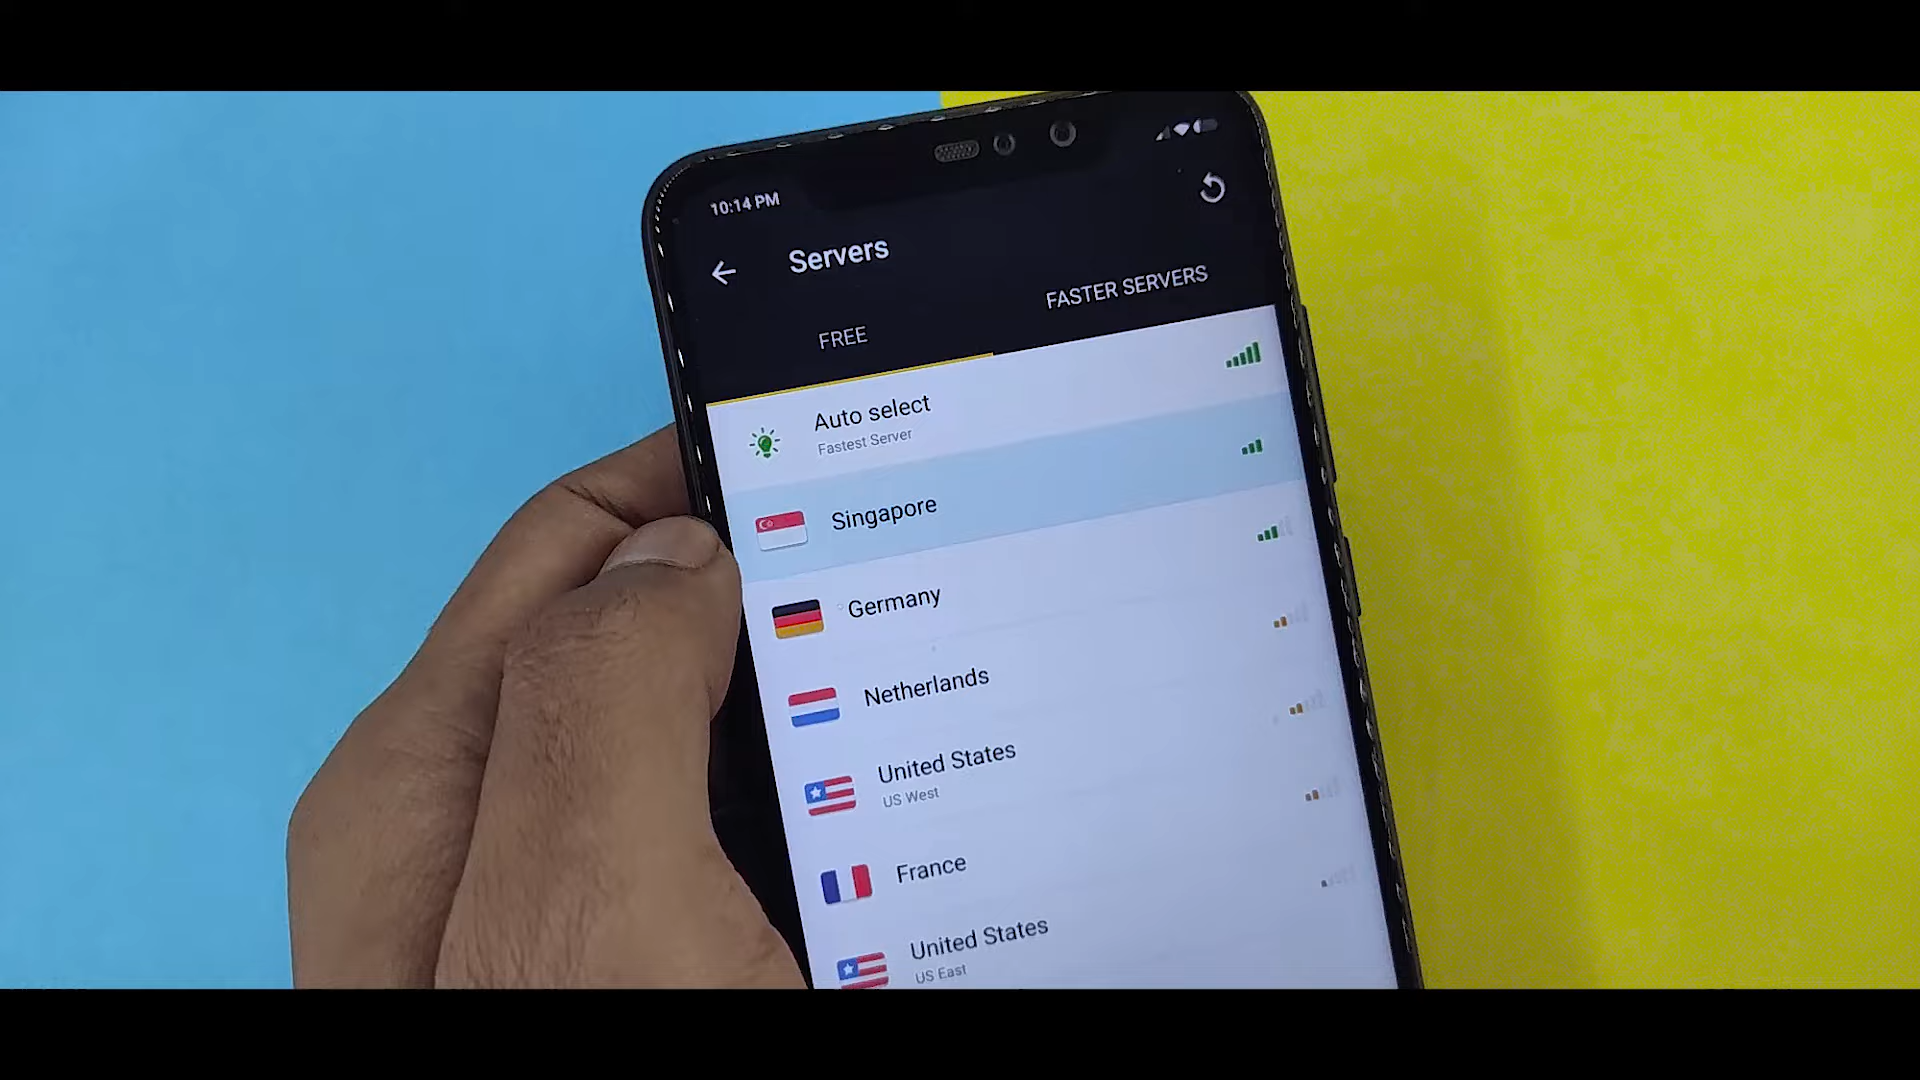 10:14 PM
Servers
FREE
FASTER SERVERS
Auto select
Fastest Server
Singapore
Germany
Netherlands
United States
US West
France
United States
US East